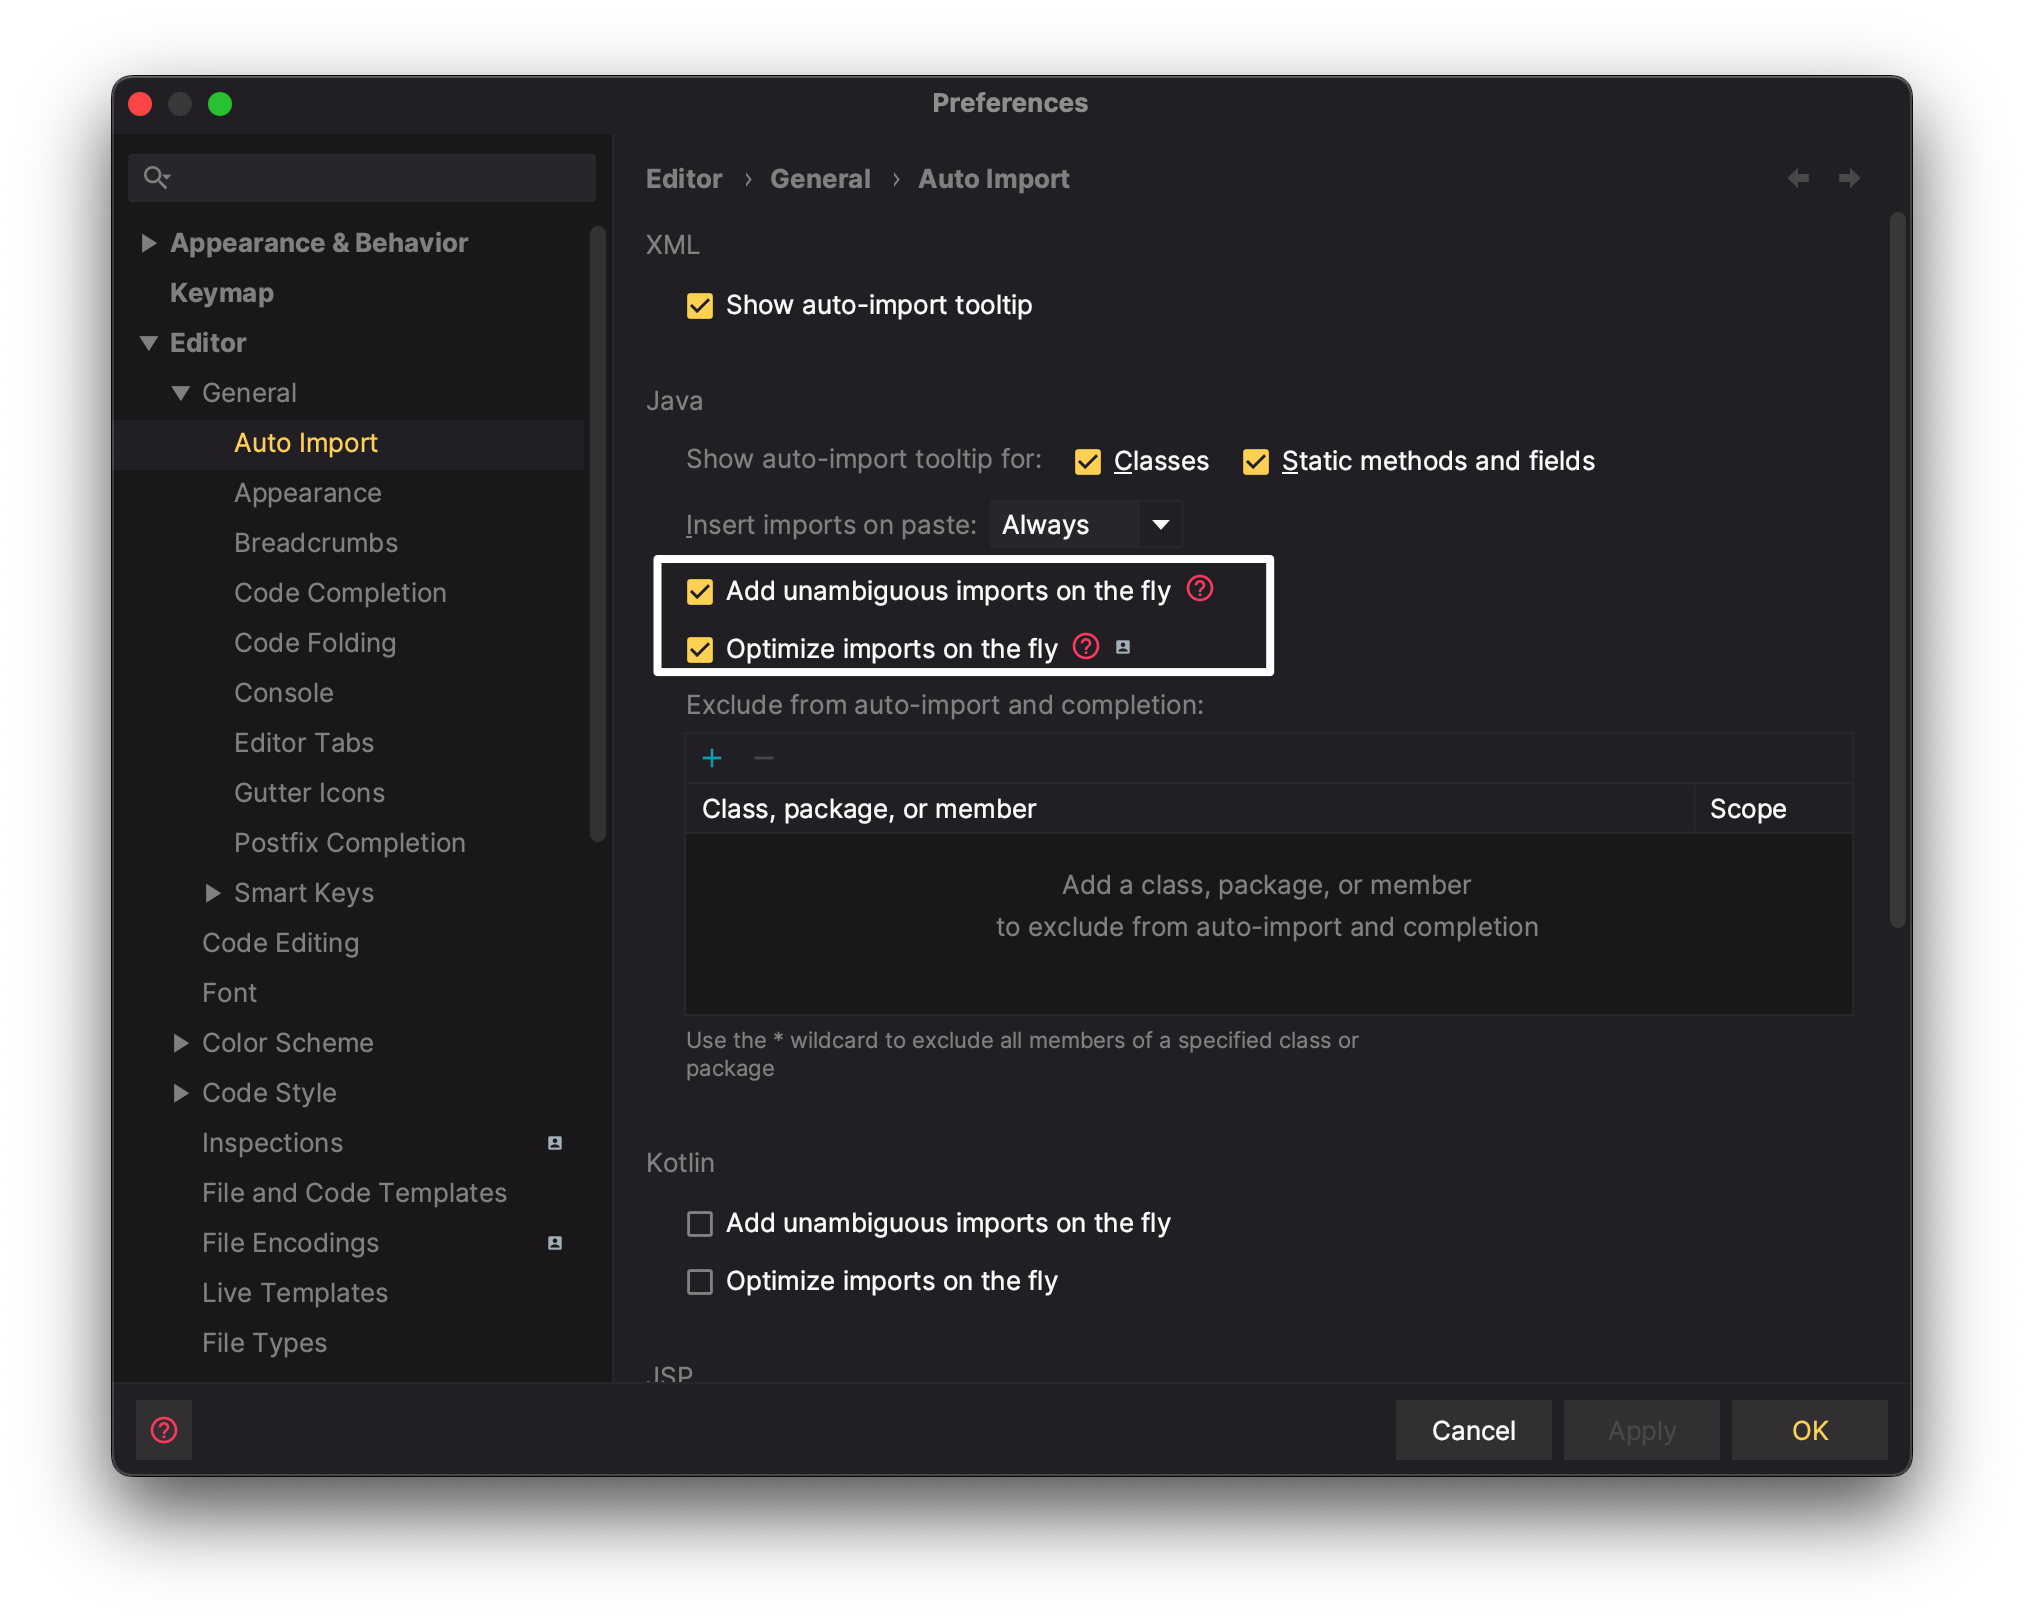 Preferences
Appearance & Behavior
Keymap
Editor
General
Auto Import
Appearance
Breadcrumbs
Code Completion
Code Folding
Console
Editor Tabs
Gutter Icons
Postfix Completion
Smart Keys
Code Editing
Font
Color Scheme
Code Style
Inspections
File and Code Templates
File Encodings
Live Templates
File Types
Editor › General › Auto Import
XML
Show auto-import tooltip
Java
Show auto-import tooltip for: Classes Static methods and fields
Insert imports on paste: Always
Add unambiguous imports on the fly
Optimize imports on the fly
Exclude from auto-import and completion:
Class, package, or member Scope
Add a class, package, or member
to exclude from auto-import and completion
Use the * wildcard to exclude all members of a specified class or
package
Kotlin
Add unambiguous imports on the fly
Optimize imports on the fly
JSP
Cancel Apply OK